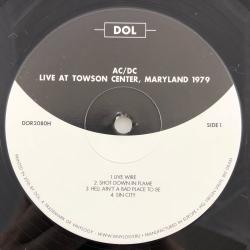 DOL
AC/DC
LIVE AT TOWSON CENTER, MARYLAND 1979
DOR2080H
SIDE 1
1.LIVE WIRE
2. SHOT DOWN IN FLAME
3. HELL AIN'T A BAD PLACE TO BE
4. SIN CITY